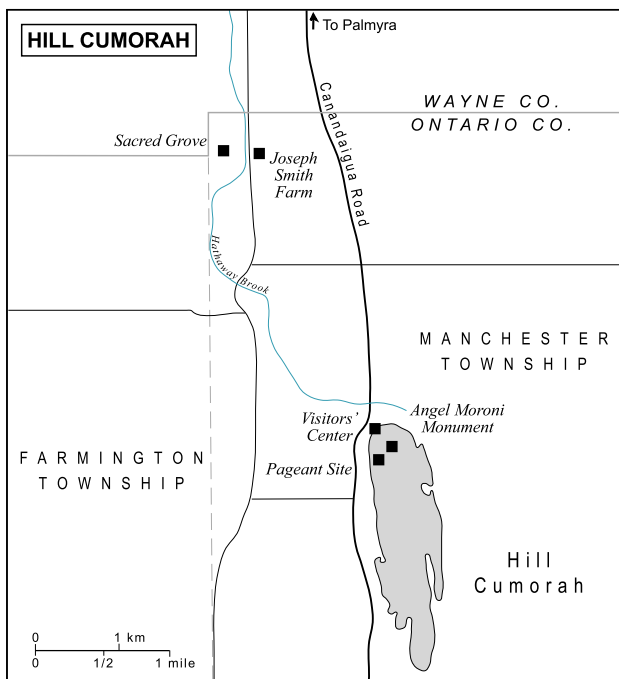 To Palmyra
HILL CUMORAH
Canandaigua Road
WAYNE CO.
ONTARIO CO.
Sacred Grove
Joseph
Smith
Farm
Hathaway Brook
MANCHESTER
TOWNSHIP
Visitors'
Center
Angel Moroni
Monument
FARMINGTON
TOWNSHIP
Pageant Site
Hill
Cumorah
0 1 km
0 1/2 1 mile